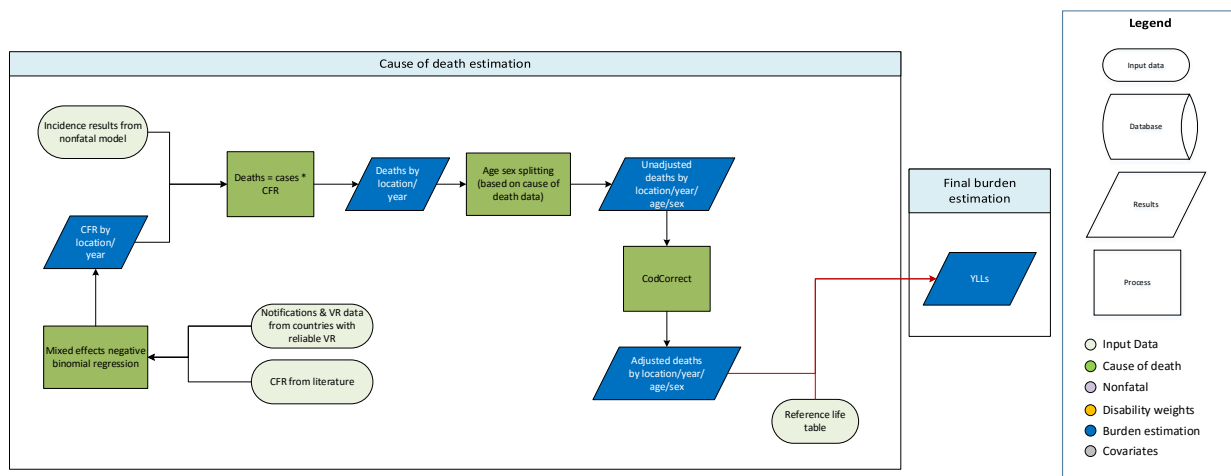 Cause of death estimation
Incidence results from
nonfatal model
Deaths = cases *
CFR
Deaths by
location/
year
Age sex splitting
(based on cause of
death data)
Unadjusted
deaths by
location/year/
age/sex
CFR by
location/
year
CodCorrect
Mixed effects negative
binomial regression
Notifications & VR data
from countries with
reliable VR
CFR from literature
Adjusted deaths
by location/year/
age/sex
Reference life
table
Final burden
estimation
YLLs
Legend
Input data
Database
Results
Process
Input Data
Cause of death
Nonfatal
Disability weights
Burden estimation
Covariates